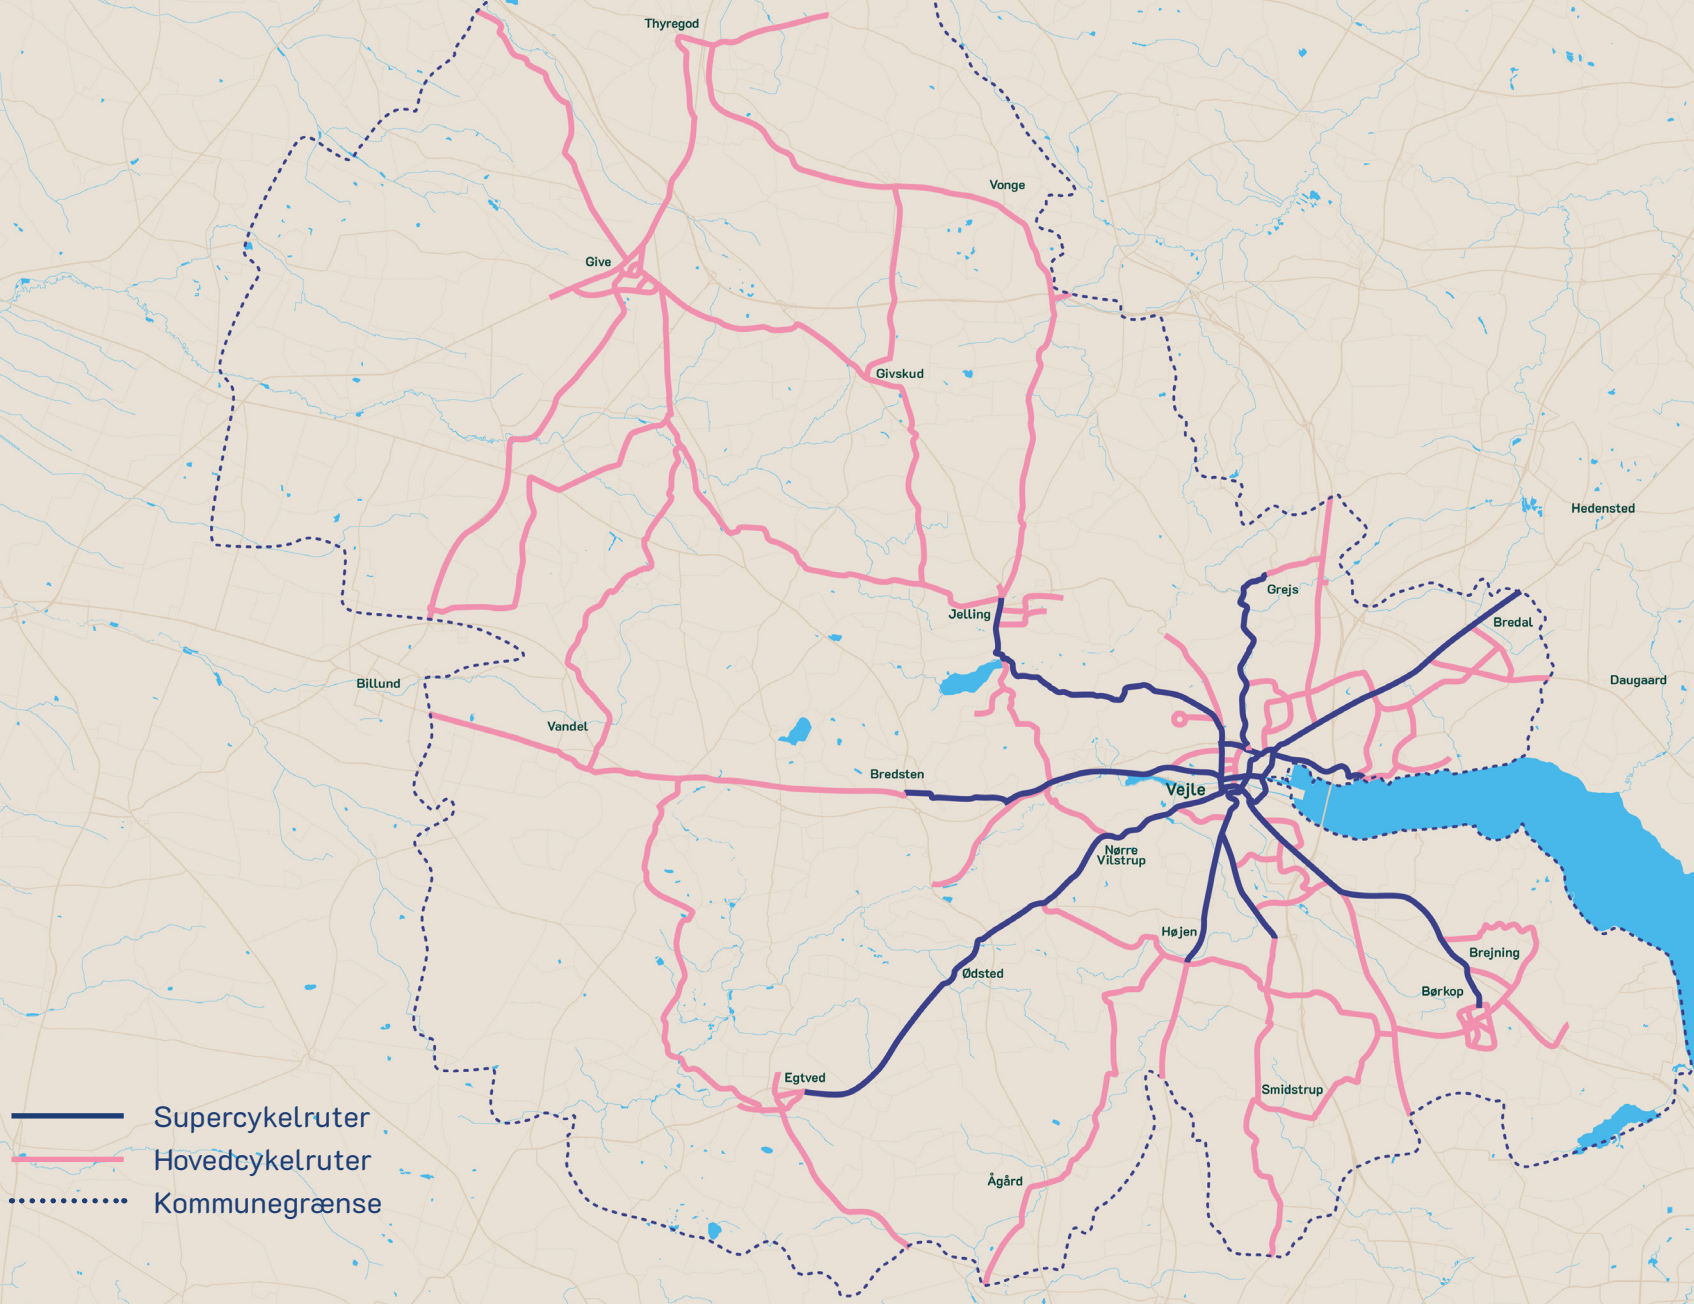 Thyregod
Vonge
Give
Givskud
Hedensted
Grejs
Jelling
Bredal
Billund
Daugaard
Vandel
Bredsten
Vejle
Nørre
Vilstrup
Højen
Brejning
Ødsted
Børkop
Egtved
Smidstrup
Ågård
Supercykelruter
Hovedcykelruter
Kommunegrænse